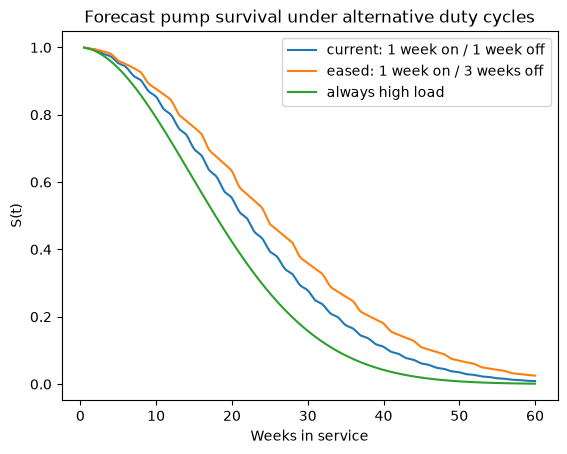 Forecast pump survival under alternative duty cycles
current: 1 week on / 1 week off
eased: 1 week on / 3 weeks off
always high load
S(t)
1.0
0.8
0.6
0.4
0.2
0.0
0 10 20 30 40 50 60
Weeks in service